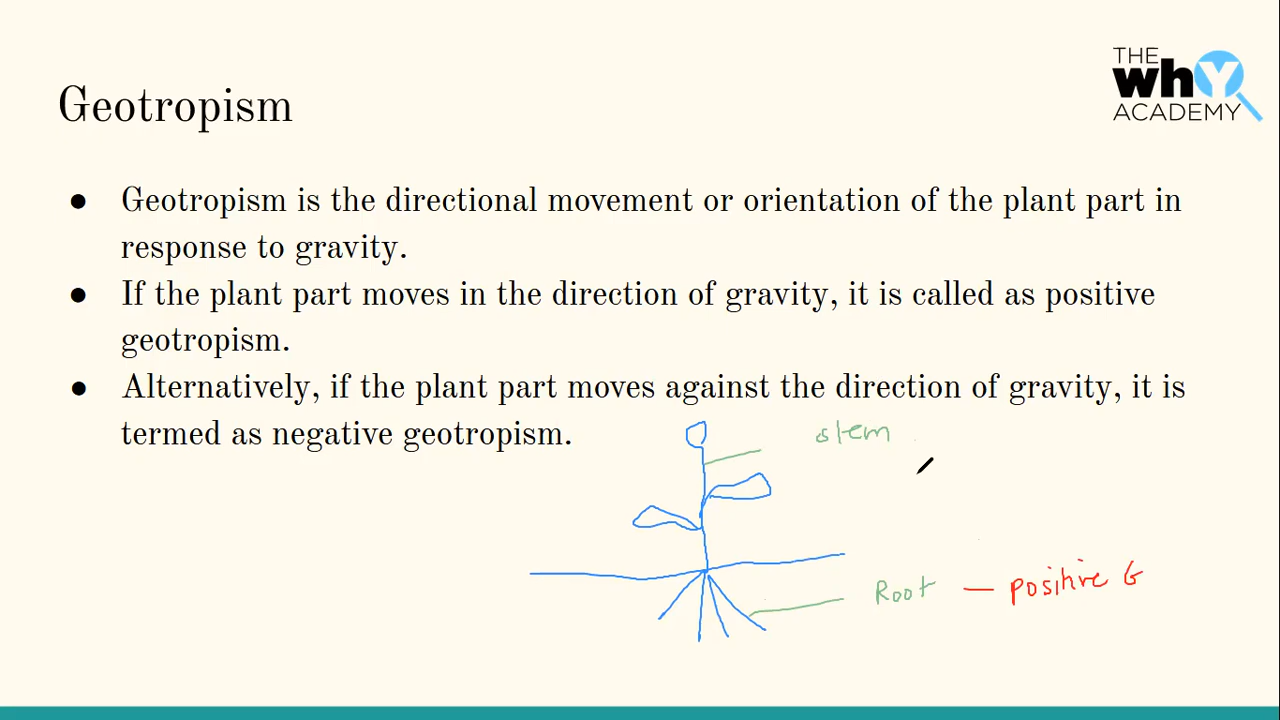 THE
whY
ACADEMY
Geotropism
● Geotropism is the directional movement or orientation of the plant part in
response to gravity.
● If the plant part moves in the direction of gravity, it is called as positive
geotropism.
● Alternatively, if the plant part moves against the direction of gravity, it is
termed as negative geotropism.
stem
Root — positive G